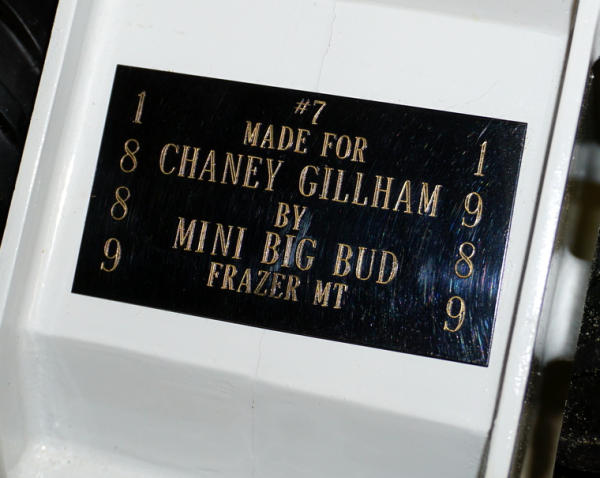 #7
MADE FOR
CHANEY GILLHAM
BY
MINI BIG BUD
FRAZER MT
1889
1989